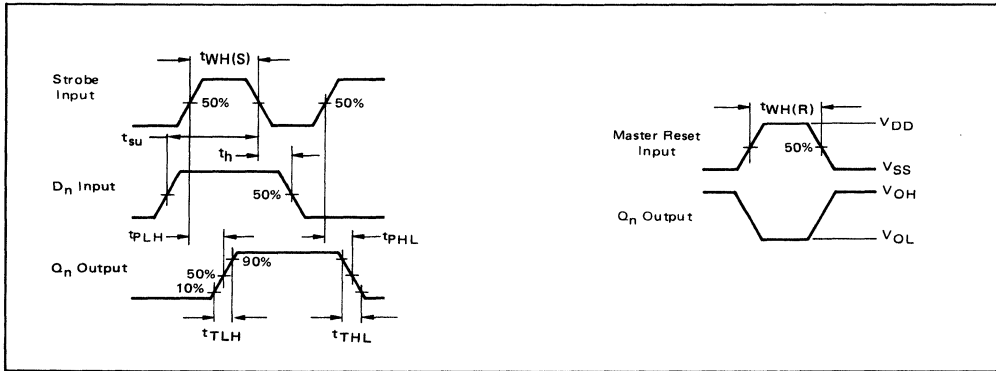 tWH(S)
Strobe
Input
50%
50%
tsu
th
Dn Input
50%
tPLH
tPHL
Qn Output
90%
50%
10%
tTLH
tTHL
tWH(R)
Master Reset
Input
50%
VDD
VSS
Qn Output
VOH
VOL